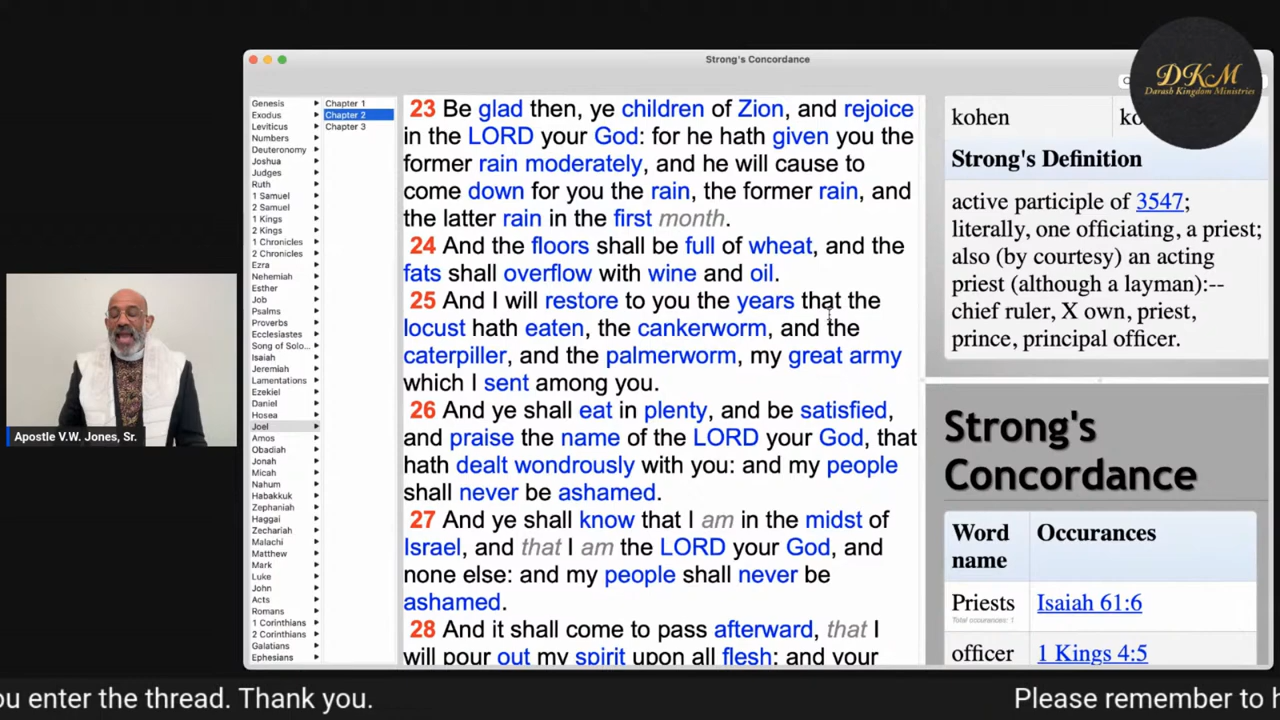 Strong's Concordance
DKM
Darash Kingdom Ministries
Genesis
Exodus
Leviticus
Numbers
Deuteronomy
Joshua
Judges
Ruth
1 Samuel
2 Samuel
1 Kings
2 Kings
1 Chronicles
2 Chronicles
Ezra
Nehemiah
Esther
Job
Psalms
Proverbs
Ecclesiastes
Song of Solo...
Isaiah
Jeremiah
Lamentations
Ezekiel
Daniel
Hosea
Joel
Amos
Obadiah
Jonah
Micah
Nahum
Habakkuk
Zephaniah
Haggai
Zechariah
Malachi
Matthew
Mark
Luke
John
Acts
Romans
1 Corinthians
2 Corinthians
Galatians
Ephesians
Chapter 1
Chapter 2
Chapter 3
23 Be glad then, ye children of Zion, and rejoice
in the LORD your God: for he hath given you the
former rain moderately, and he will cause to
come down for you the rain, the former rain, and
the latter rain in the first month.
24 And the floors shall be full of wheat, and the
fats shall overflow with wine and oil.
25 And I will restore to you the years that the
locust hath eaten, the cankerworm, and the
caterpiller, and the palmerworm, my great army
which I sent among you.
26 And ye shall eat in plenty, and be satisfied,
and praise the name of the LORD your God, that
hath dealt wondrously with you: and my people
shall never be ashamed.
27 And ye shall know that I am in the midst of
Israel, and that I am the LORD your God, and
none else: and my people shall never be
ashamed.
28 And it shall come to pass afterward, that I
will pour out my spirit upon all flesh; and your
kohen
Strong's Definition
active participle of 3547;
literally, one officiating, a priest;
also (by courtesy) an acting
priest (although a layman):--
chief ruler, X own, priest,
prince, principal officer.
Strong's
Concordance
Word name Occurances
Priests Isaiah 61:6
Total occurances: 1
officer 1 Kings 4:5
Apostle V.W. Jones, Sr.
ou enter the thread. Thank you.
Please remember to h